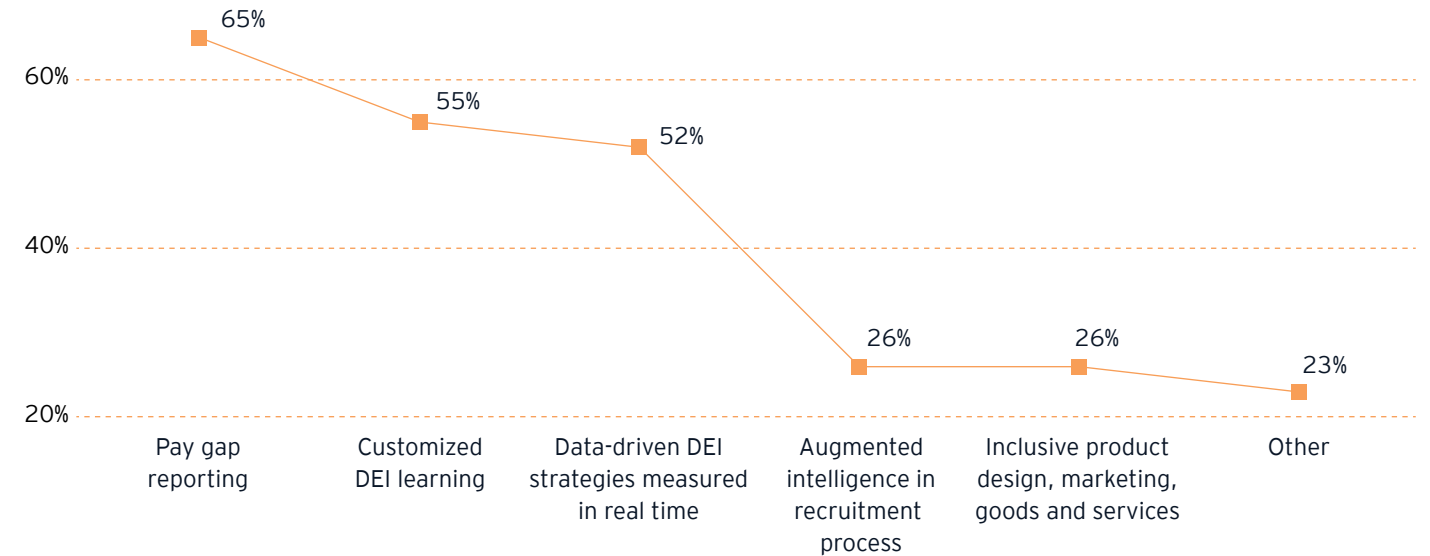 65%
60%
55%
52%
40%
26%
26%
23%
20%
Pay gap
reporting
Customized
DEI learning
Data-driven DEI
strategies measured
in real time
Augmented
intelligence in
recruitment
process
Inclusive product
design, marketing,
goods and services
Other